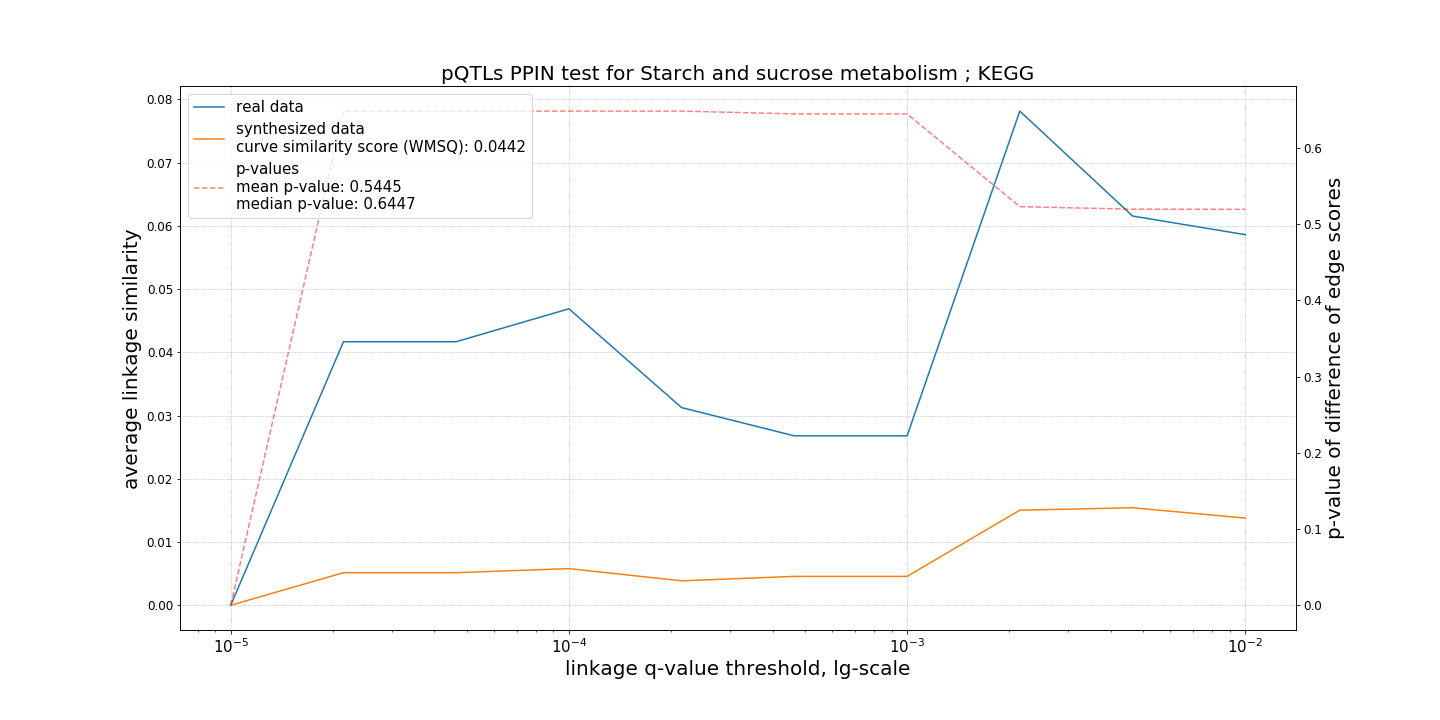 pQTLs PPIN test for Starch and sucrose metabolism ; KEGG
real data
synthesized data
curve similarity score (WMSQ): 0.0442
p-values
mean p-value: 0.5445
median p-value: 0.6447
average linkage similarity
0.08
0.07
0.06
0.05
0.04
0.03
0.02
0.01
0.00
p-value of difference of edge scores
0.6
0.5
0.4
0.3
0.2
0.1
0.0
10⁻⁵
10⁻⁴
10⁻³
10⁻²
linkage q-value threshold, lg-scale